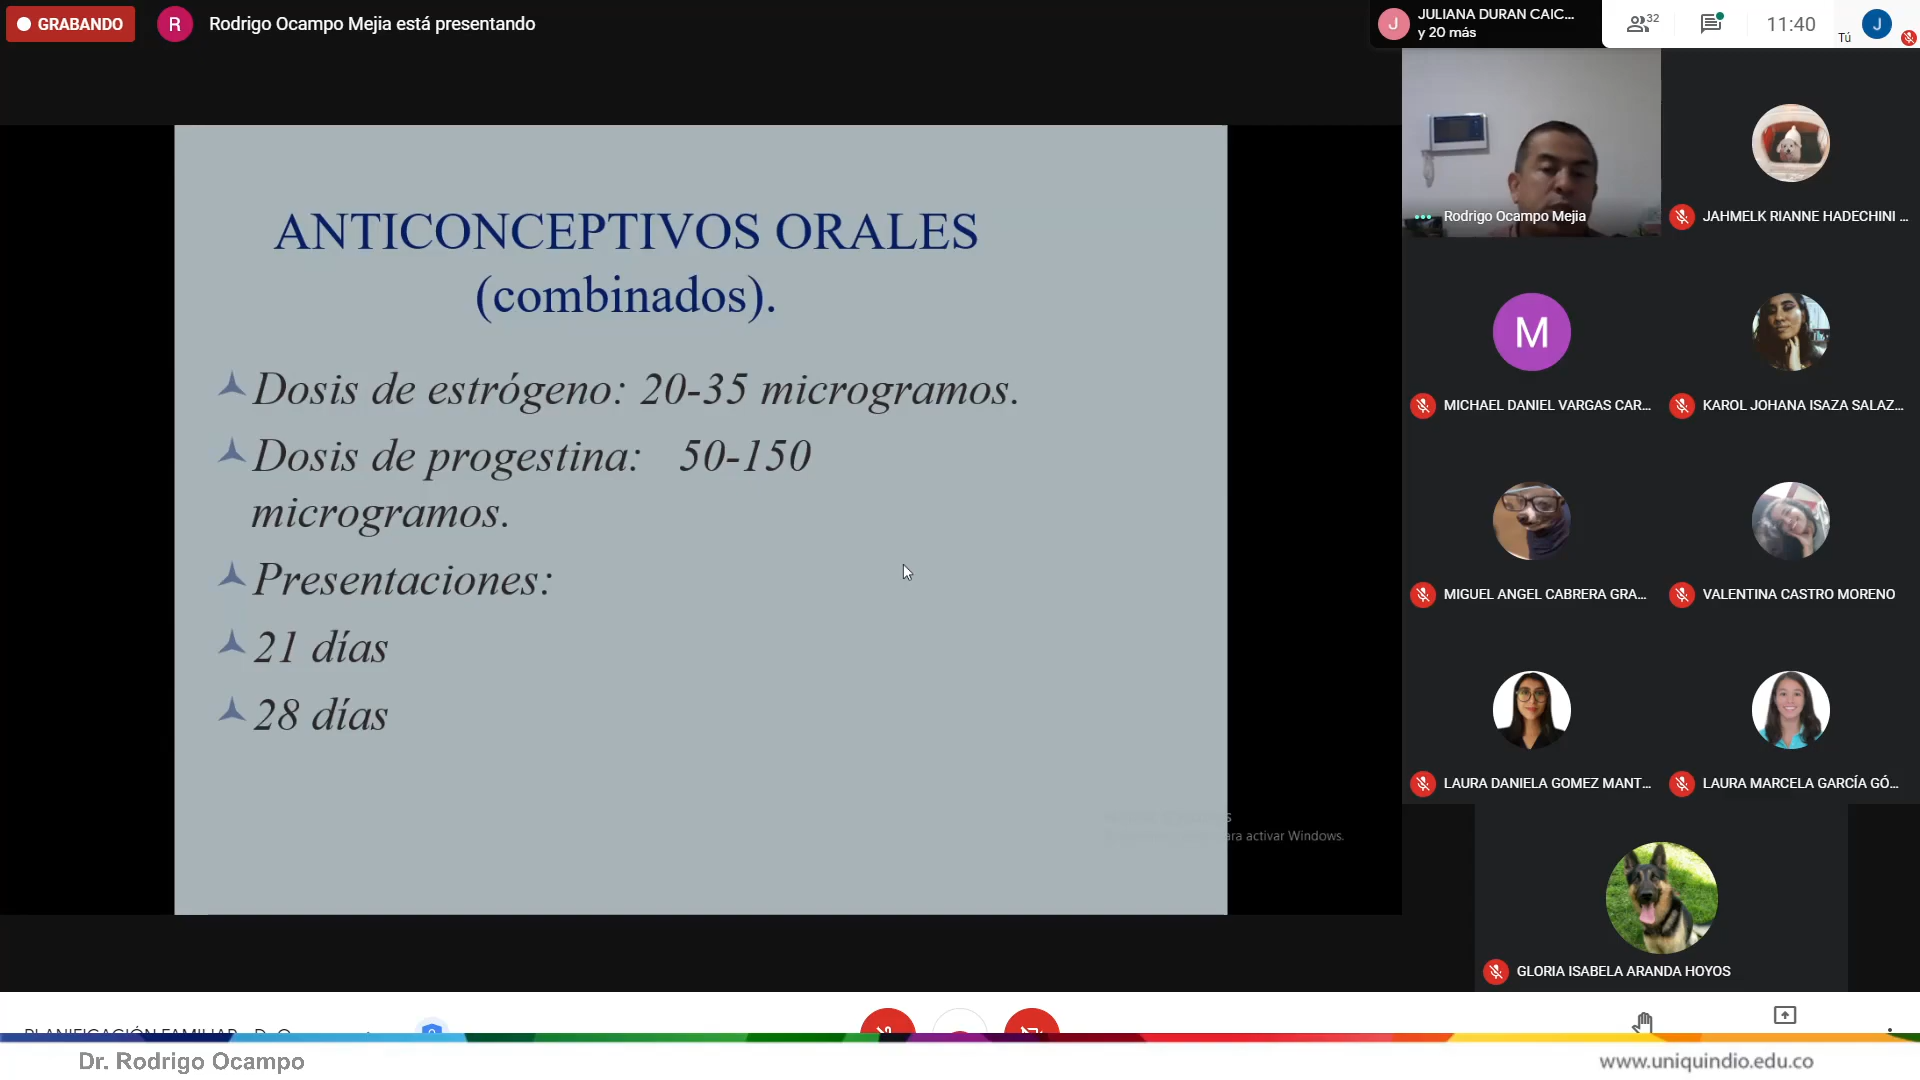 GRABANDO
R
Rodrigo Ocampo Mejia está presentando
J
JULIANA DURAN CAIC...
y 20 más
32
11:40
Tú
J
ANTICONCEPTIVOS ORALES
(combinados).
Dosis de estrógeno: 20-35 microgramos.
Dosis de progestina: 50-150
microgramos.
Presentaciones:
21 días
28 días
ara activar Windows.
Rodrigo Ocampo Mejia
JAHMELK RIANNE HADECHINI ...
M
MICHAEL DANIEL VARGAS CAR...
KAROL JOHANA ISAZA SALAZ...
MIGUEL ANGEL CABRERA GRA...
VALENTINA CASTRO MORENO
LAURA DANIELA GOMEZ MANT...
LAURA MARCELA GARCÍA GÓ...
GLORIA ISABELA ARANDA HOYOS
PLANIFICACIÓN FAMILIAR
Dr. Rodrigo Ocampo
www.uniquindio.edu.co